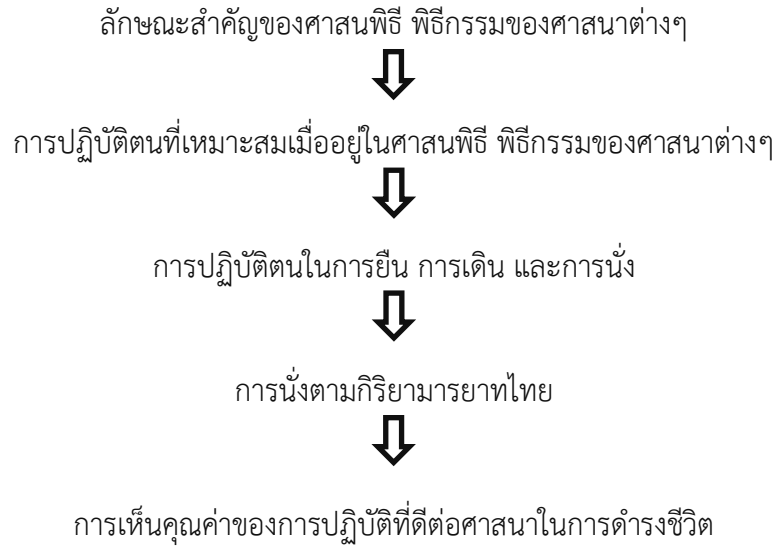 ลักษณะสำคัญของศาสนพิธี พิธีกรรมของศาสนาต่างๆ
การปฏิบัติตนที่เหมาะสมเมื่ออยู่ในศาสนพิธี พิธีกรรมของศาสนาต่างๆ
การปฏิบัติตนในการยืน การเดิน และการนั่ง
การนั่งตามกิริยามารยาทไทย
การเห็นคุณค่าของการปฏิบัติที่ดีต่อศาสนาในการดำรงชีวิต